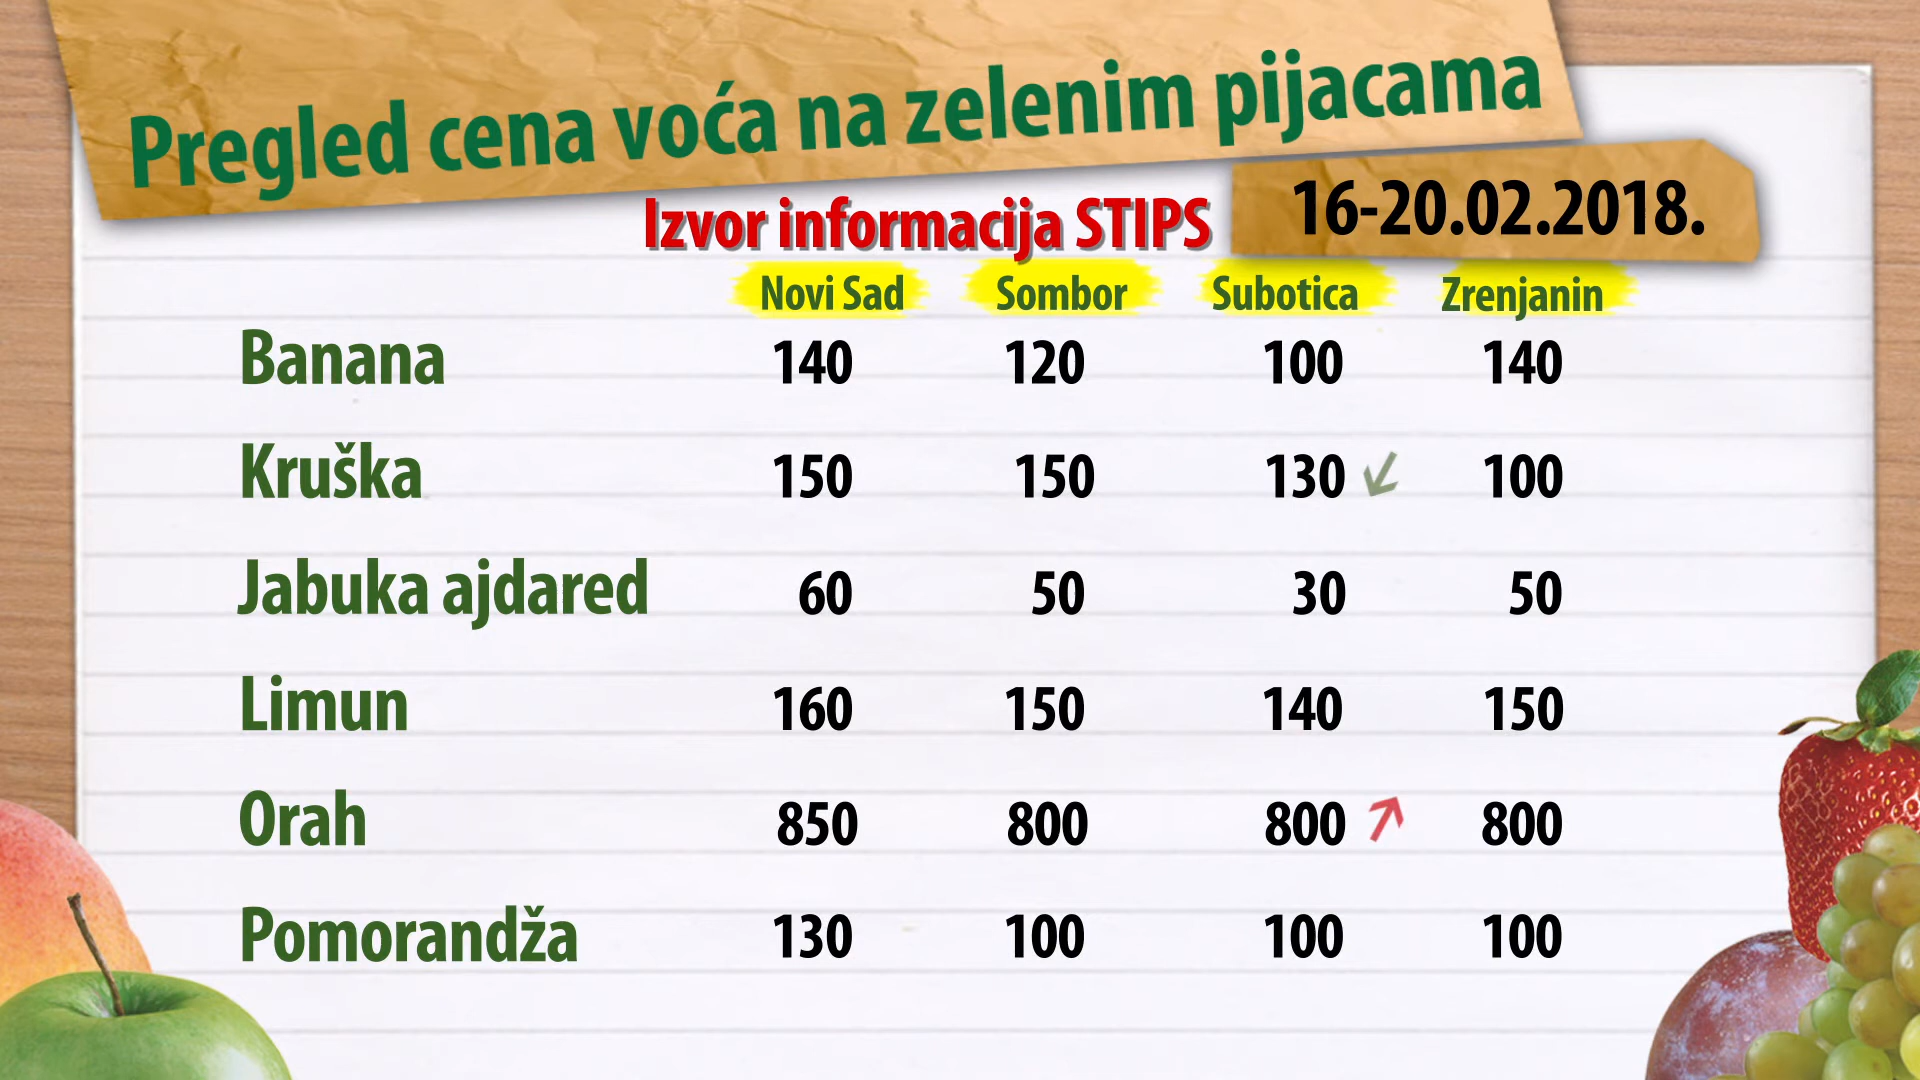 Pregled cena voća na zelenim pijacama
Izvor informacija STIPS 16-20.02.2018.
Novi Sad Sombor Subotica Zrenjanin
Banana 140 120 100 140
Kruška 150 150 130 100
Jabuka ajdared 60 50 30 50
Limun 160 150 140 150
Orah 850 800 800 800
Pomorandža 130 100 100 100